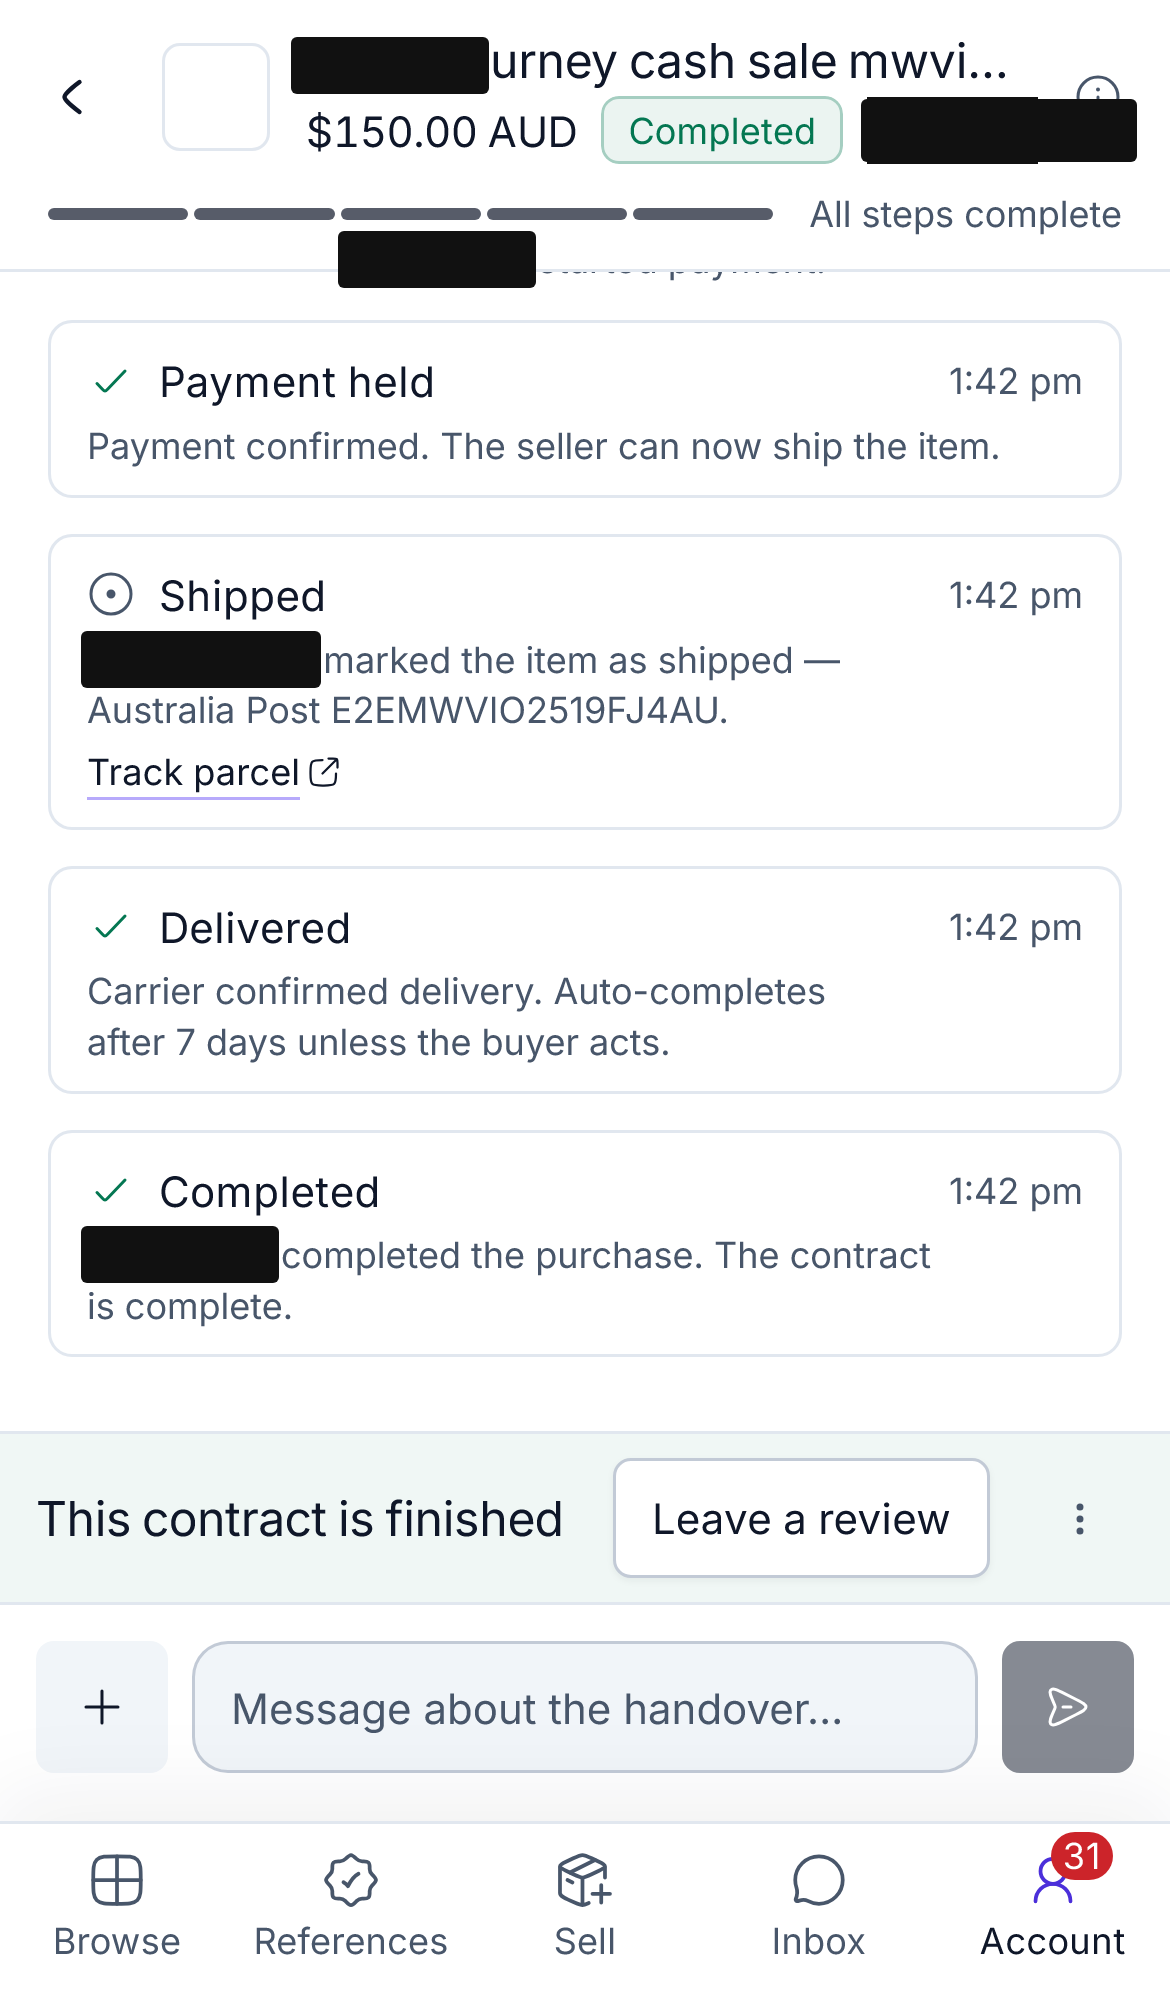 urney cash sale mwvi...
$150.00 AUD Completed
All steps complete
started payment.
Payment held 1:42 pm
Payment confirmed. The seller can now ship the item.
Shipped 1:42 pm
marked the item as shipped —
Australia Post E2EMWVIO2519FJ4AU.
Track parcel
Delivered 1:42 pm
Carrier confirmed delivery. Auto-completes
after 7 days unless the buyer acts.
Completed 1:42 pm
completed the purchase. The contract
is complete.
This contract is finished Leave a review
Message about the handover...
31
Browse References Sell Inbox Account